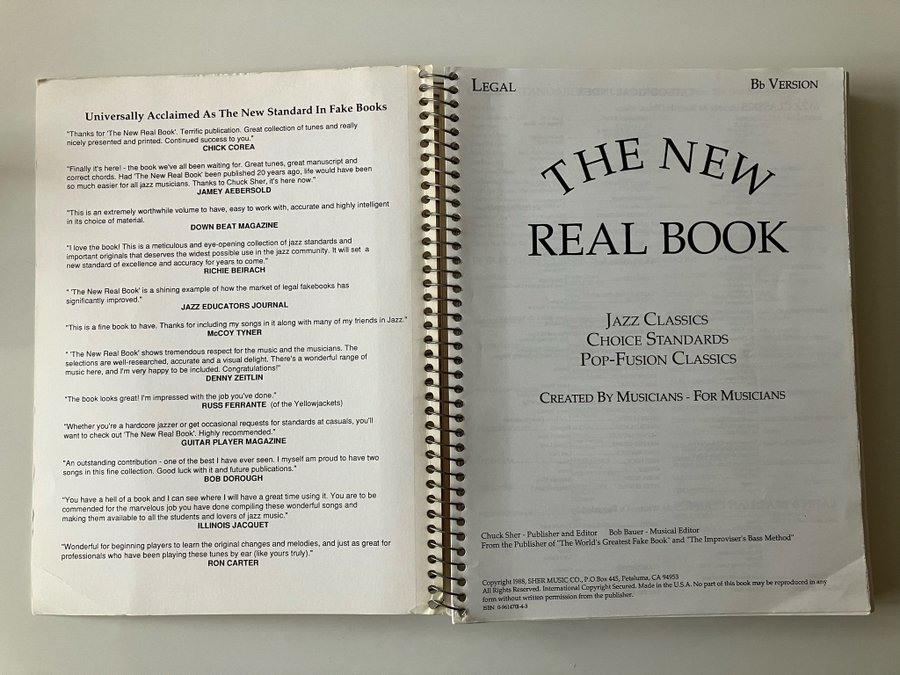 Universally Acclaimed As The New Standard In Fake Books
"Thanks for 'The New Real Book'. Terrific publication. Great collection of tunes and really
nicely presented and printed. Continued success to you."
CHICK COREA
"Finally it's here! - the book we've all been waiting for. Great tunes, great manuscript and
correct chords. Had 'The New Real Book' been published 20 years ago, life would have been
so much easier for all jazz musicians. Thanks to Chuck Sher, it's here now."
JAMEY AEBERSOLD
"This is an extremely worthwhile volume to have, easy to work with, accurate and highly intelligent
in its choice of material.
DOWN BEAT MAGAZINE
"I love the book! This is a meticulous and eye-opening collection of jazz standards and
important originals that deserves the widest possible use in the jazz community. It will set a
new standard of excellence and accuracy for years to come."
RICHIE BEIRACH
" 'The New Real Book' is a shining example of how the market of legal fakebooks has
significantly improved."
JAZZ EDUCATORS JOURNAL
"This is a fine book to have. Thanks for including my songs in it along with many of my friends in Jazz."
McCOY TYNER
" 'The New Real Book' shows tremendous respect for the music and the musicians. The
selections are well-researched, accurate and a visual delight. There's a wonderful range of
music here, and I'm very happy to be included. Congratulations!"
DENNY ZEITLIN
"The book looks great! I'm impressed with the job you've done."
RUSS FERRANTE (of the Yellowjackets)
"Whether you're a hardcore jazzer or get occasional requests for standards at casuals, you'll
want to check out 'The New Real Book'. Highly recommended."
GUITAR PLAYER MAGAZINE
"An outstanding contribution - one of the best I have ever seen. I myself am proud to have two
songs in this fine collection. Good luck with it and future publications."
BOB DOROUGH
"You have a hell of a book and I can see where I will have a great time using it. You are to be
commended for the marvelous job you have done compiling these wonderful songs and
making them available to all the students and lovers of jazz music."
ILLINOIS JACQUET
"Wonderful for beginning players to learn the original changes and melodies, and just as great for
professionals who have been playing these tunes by ear (like yours truly)."
RON CARTER
LEGAL
Bb VERSION
THE NEW
REAL BOOK
JAZZ CLASSICS
CHOICE STANDARDS
POP-FUSION CLASSICS
CREATED BY MUSICIANS - FOR MUSICIANS
Chuck Sher - Publisher and Editor Bob Bauer - Musical Editor
From the Publisher of "The World's Greatest Fake Book" and "The Improviser's Bass Method"
Copyright 1988, SHER MUSIC CO., P.O.Box 445, Petaluma, CA 94953
All Rights Reserved. International Copyright Secured. Made in the U.S.A. No part of this book may be reproduced in any
form without written permission from the publisher.
ISBN 0-9614701-4-3